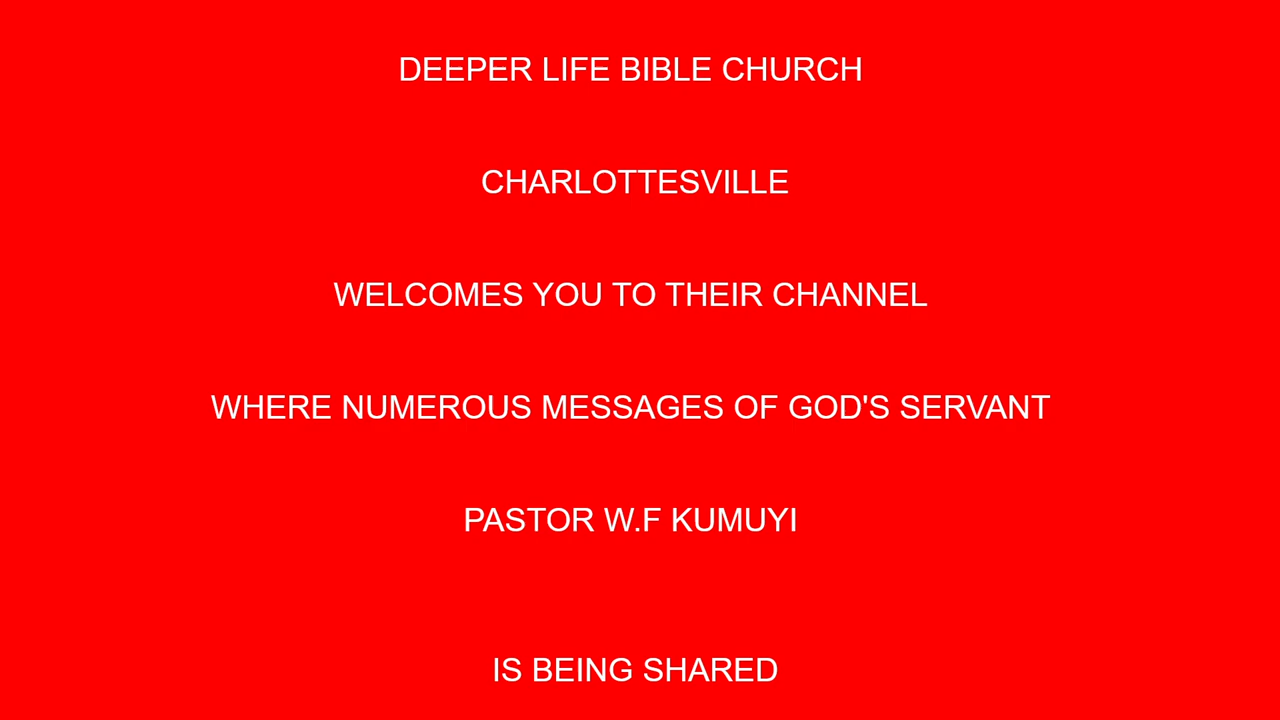 DEEPER LIFE BIBLE CHURCH
CHARLOTTESVILLE
WELCOMES YOU TO THEIR CHANNEL
WHERE NUMEROUS MESSAGES OF GOD'S SERVANT
PASTOR W.F KUMUYI
IS BEING SHARED